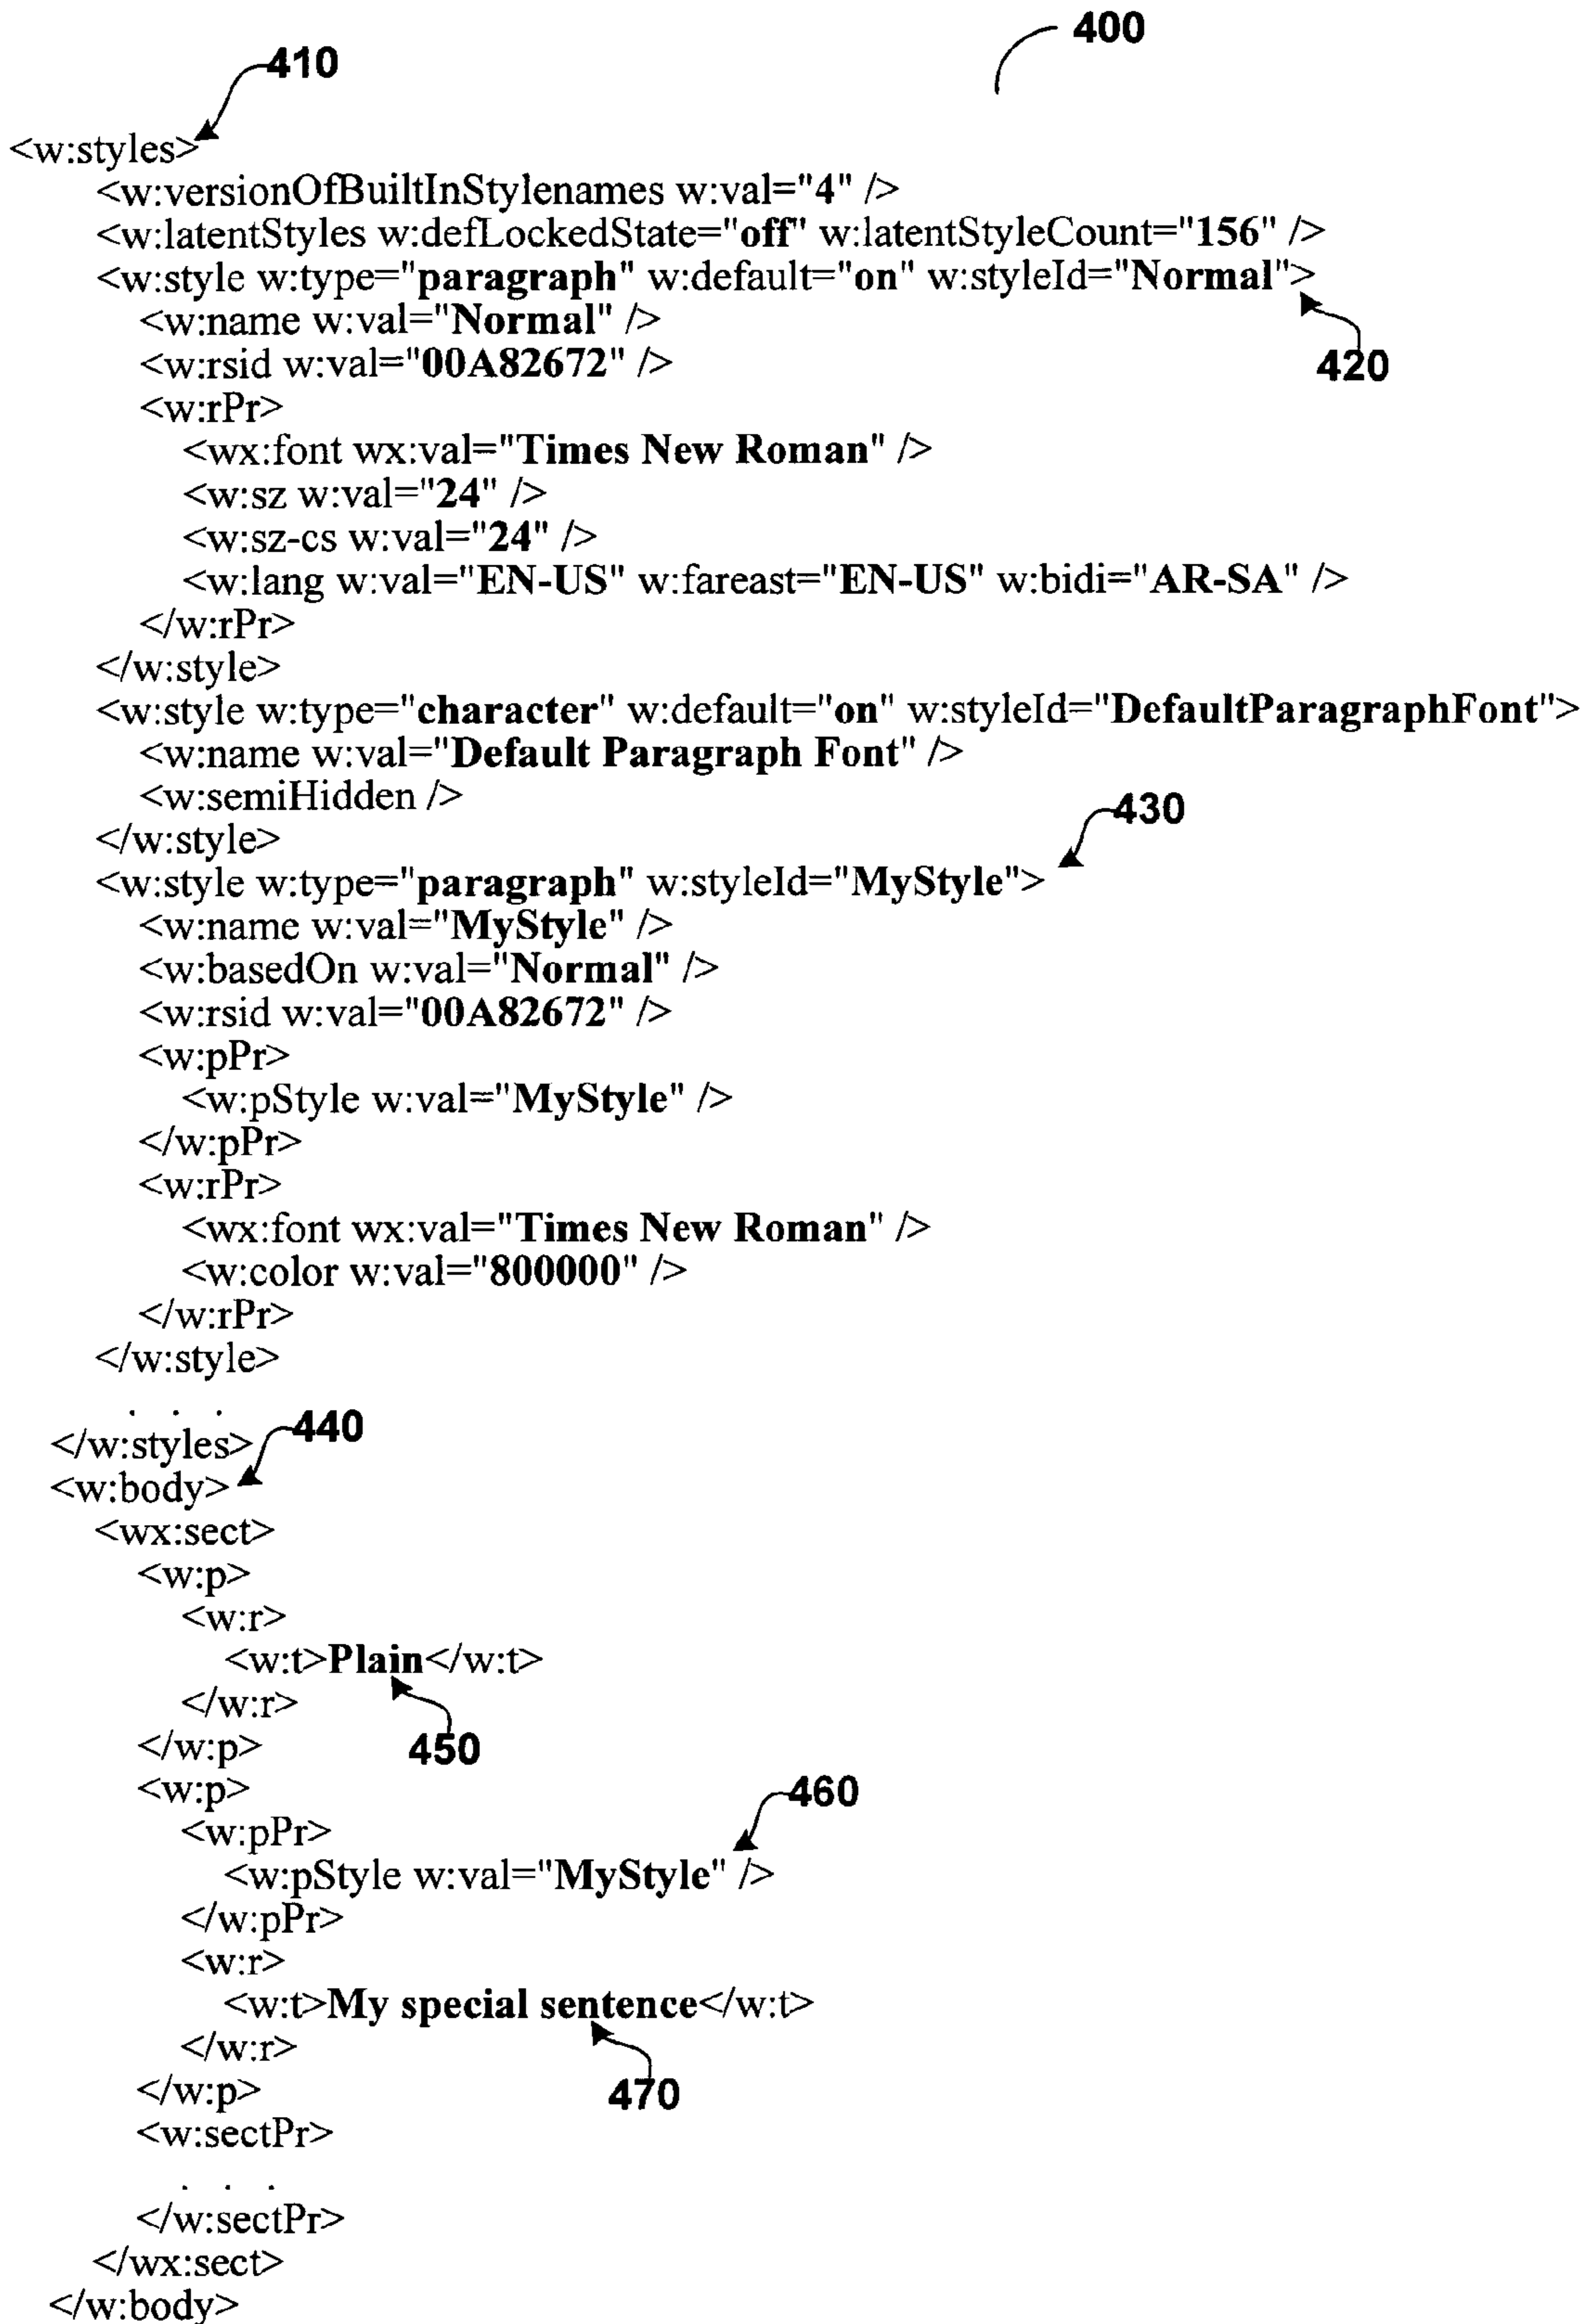 400
410
<w:styles>
<w:versionOfBuiltInStylenames w:val="4" />
<w:latentStyles w:defLockedState="off" w:latentStyleCount="156" />
<w:style w:type="paragraph" w:default="on" w:styleId="Normal">
<w:name w:val="Normal" />
<w:rsid w:val="00A82672" />
420
<w:rPr>
<wx:font wx:val="Times New Roman" />
<w:sz w:val="24" />
<w:sz-cs w:val="24" />
<w:lang w:val="EN-US" w:fareast="EN-US" w:bidi="AR-SA" />
</w:rPr>
</w:style>
<w:style w:type="character" w:default="on" w:styleId="DefaultParagraphFont">
<w:name w:val="Default Paragraph Font" />
<w:semiHidden />
430
</w:style>
<w:style w:type="paragraph" w:styleId="MyStyle">
<w:name w:val="MyStyle" />
<w:basedOn w:val="Normal" />
<w:rsid w:val="00A82672" />
<w:pPr>
<w:pStyle w:val="MyStyle" />
</w:pPr>
<w:rPr>
<wx:font wx:val="Times New Roman" />
<w:color w:val="800000" />
</w:rPr>
</w:style>
. . .
440
</w:styles>
<w:body>
<wx:sect>
<w:p>
<w:r>
<w:t>Plain</w:t>
</w:r>
450
</w:p>
<w:p>
460
<w:pPr>
<w:pStyle w:val="MyStyle" />
</w:pPr>
<w:r>
<w:t>My special sentence</w:t>
</w:r>
470
</w:p>
<w:sectPr>
. . .
</w:sectPr>
</wx:sect>
</w:body>